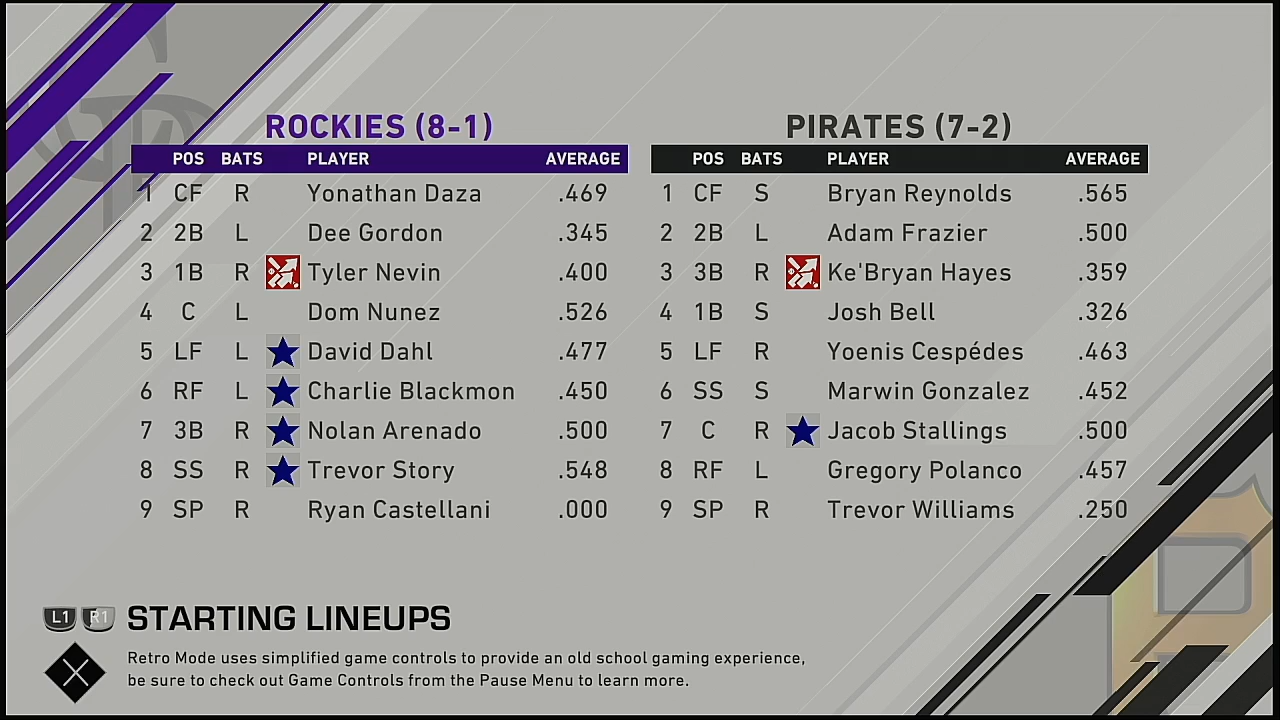 ROCKIES (8-1)
POS BATS PLAYER AVERAGE
1 CF R Yonathan Daza .469
2 2B L Dee Gordon .345
3 1B R Tyler Nevin .400
4 C L Dom Nunez .526
5 LF L David Dahl .477
6 RF L Charlie Blackmon .450
7 3B R Nolan Arenado .500
8 SS R Trevor Story .548
9 SP R Ryan Castellani .000
PIRATES (7-2)
POS BATS PLAYER AVERAGE
1 CF S Bryan Reynolds .565
2 2B L Adam Frazier .500
3 3B R Ke'Bryan Hayes .359
4 1B S Josh Bell .326
5 LF R Yoenis Cespédes .463
6 SS S Marwin Gonzalez .452
7 C R Jacob Stallings .500
8 RF L Gregory Polanco .457
9 SP R Trevor Williams .250
L1 R1 STARTING LINEUPS
Retro Mode uses simplified game controls to provide an old school gaming experience,
be sure to check out Game Controls from the Pause Menu to learn more.